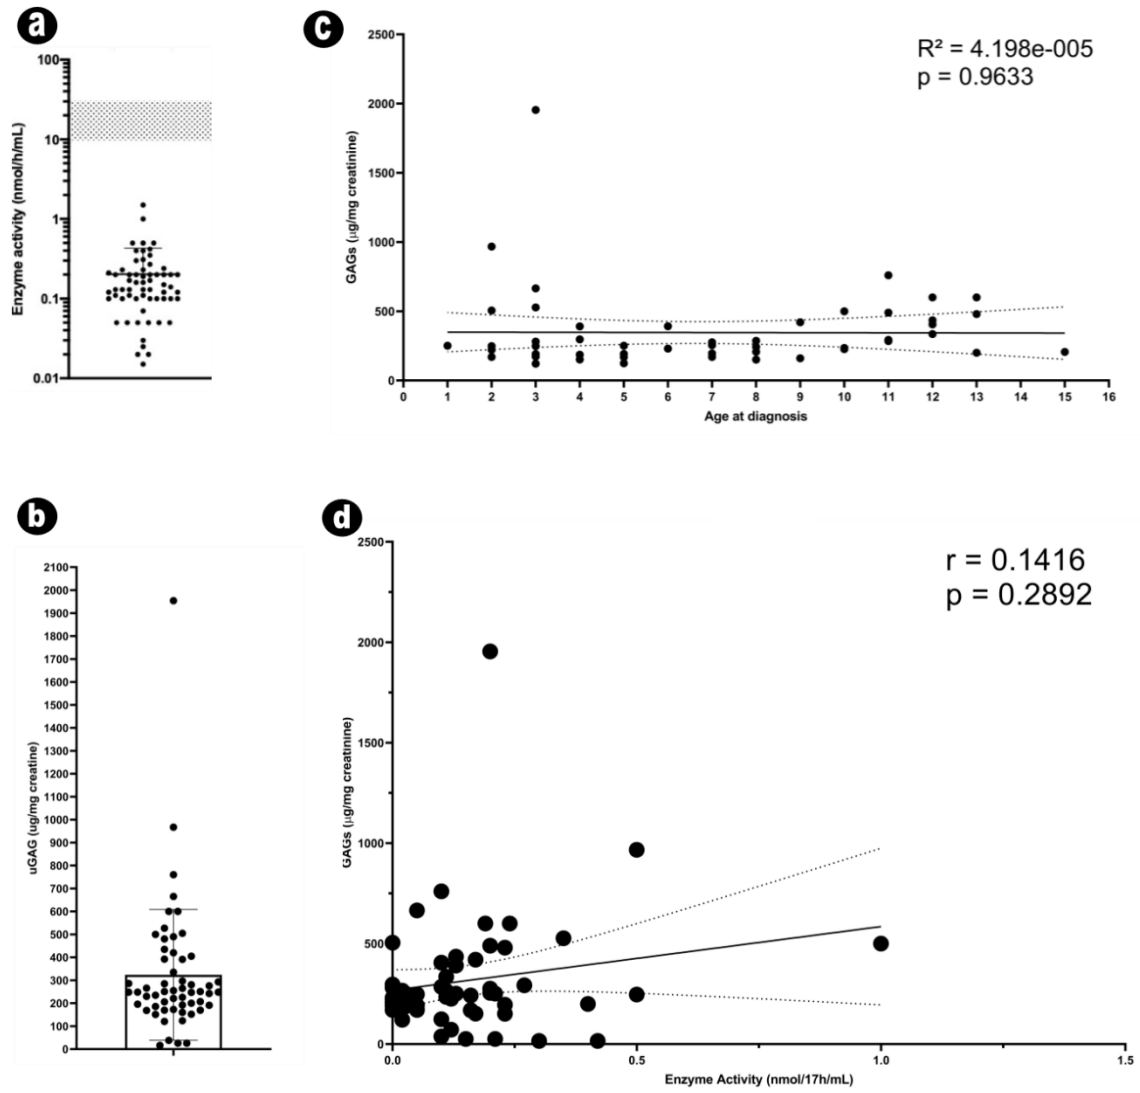 a
Enzyme activity (nmol/h/mL)
100
10
1
0.1
0.01
c
R² = 4.198e-005
p = 0.9633
GAGs (µg/mg creatinine)
2500
2000
1500
1000
500
0
0 1 2 3 4 5 6 7 8 9 10 11 12 13 14 15 16
Age at diagnosis
b
uGAG (ug/mg creatine)
2100
2000
1900
1800
1700
1600
1500
1400
1300
1200
1100
1000
900
800
700
600
500
400
300
200
100
0
d
r = 0.1416
p = 0.2892
GAGs (µg/mg creatinine)
2500
2000
1500
1000
500
0
0.0 0.5 1.0 1.5
Enzyme Activity (nmol/17h/mL)